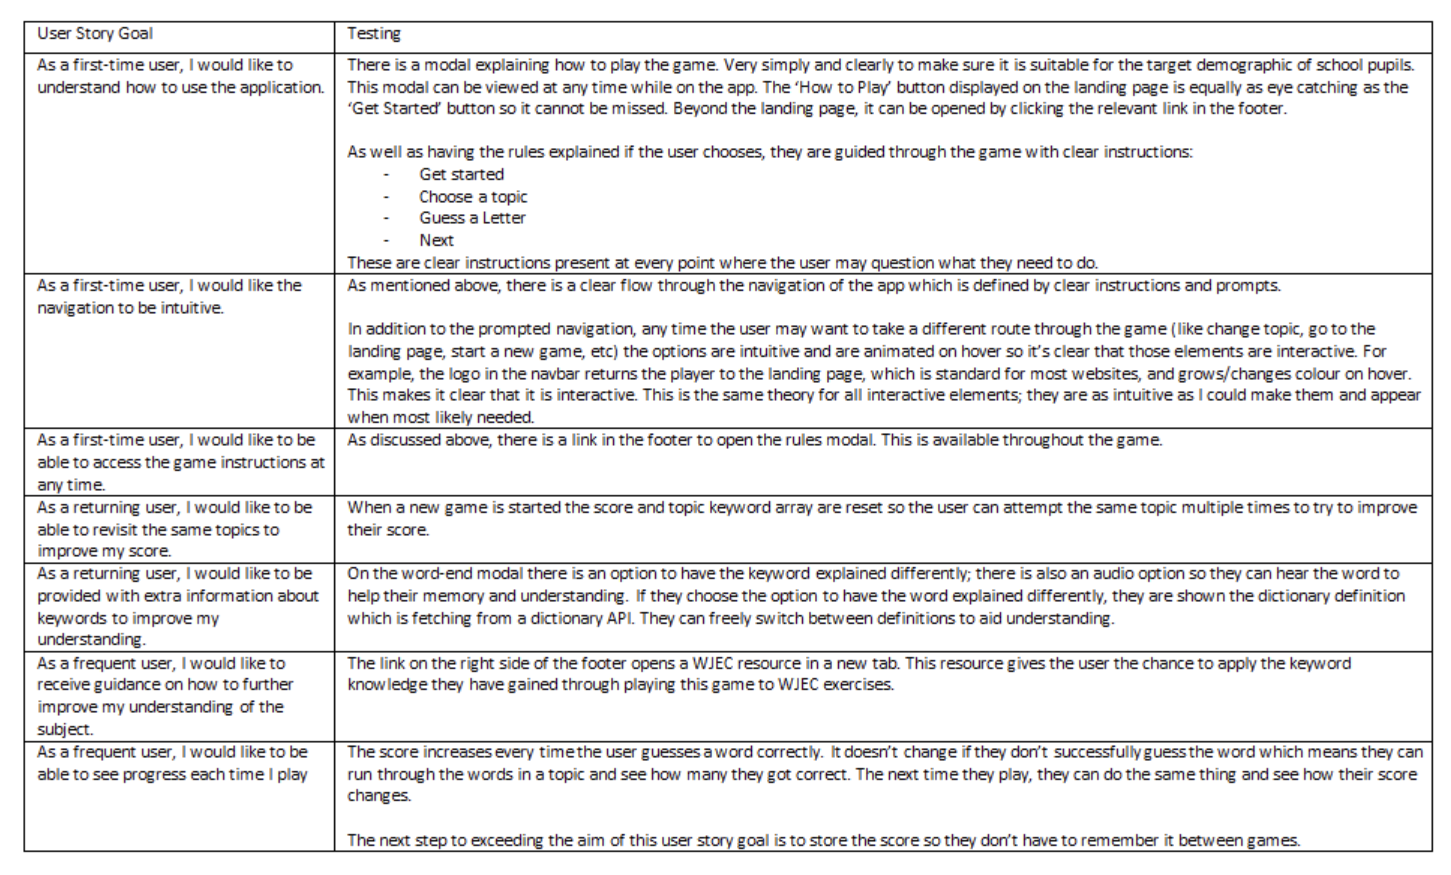 User Story Goal
Testing
As a first-time user, I would like to
understand how to use the application.
There is a modal explaining how to play the game. Very simply and clearly to make sure it is suitable for the target demographic of school pupils.
This modal can be viewed at any time while on the app. The ‘How to Play’ button displayed on the landing page is equally as eye catching as the
‘Get Started’ button so it cannot be missed. Beyond the landing page, it can be opened by clicking the relevant link in the footer.
As well as having the rules explained if the user chooses, they are guided through the game with clear instructions:
- Get started
- Choose a topic
- Guess a Letter
- Next
These are clear instructions present at every point where the user may question what they need to do.
As a first-time user, I would like the
navigation to be intuitive.
As mentioned above, there is a clear flow through the navigation of the app which is defined by clear instructions and prompts.
In addition to the prompted navigation, any time the user may want to take a different route through the game (like change topic, go to the
landing page, start a new game, etc) the options are intuitive and are animated on hover so it’s clear that those elements are interactive. For
example, the logo in the navbar returns the player to the landing page, which is standard for most websites, and grows/changes colour on hover.
This makes it clear that it is interactive. This is the same theory for all interactive elements; they are as intuitive as I could make them and appear
when most likely needed.
As a first-time user, I would like to be
able to access the game instructions at
any time.
As discussed above, there is a link in the footer to open the rules modal. This is available throughout the game.
As a returning user, I would like to be
able to revisit the same topics to
improve my score.
When a new game is started the score and topic keyword array are reset so the user can attempt the same topic multiple times to try to improve
their score.
As a returning user, I would like to be
provided with extra information about
keywords to improve my
understanding.
On the word-end modal there is an option to have the keyword explained differently; there is also an audio option so they can hear the word to
help their memory and understanding. If they choose the option to have the word explained differently, they are shown the dictionary definition
which is fetching from a dictionary API. They can freely switch between definitions to aid understanding.
As a frequent user, I would like to
receive guidance on how to further
improve my understanding of the
subject.
The link on the right side of the footer opens a WJEC resource in a new tab. This resource gives the user the chance to apply the keyword
knowledge they have gained through playing this game to WJEC exercises.
As a frequent user, I would like to be
able to see progress each time I play
The score increases every time the user guesses a word correctly. It doesn’t change if they don’t successfully guess the word which means they can
run through the words in a topic and see how many they got correct. The next time they play, they can do the same thing and see how their score
changes.
The next step to exceeding the aim of this user story goal is to store the score so they don’t have to remember it between games.